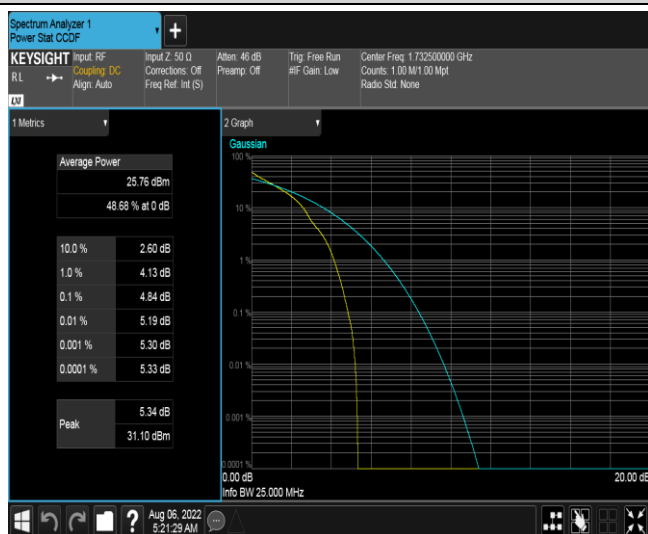 Spectrum Analyzer 1
Power Stat CCDF
+
KEYSIGHT
RL
LXI
Input: RF
Coupling: DC
Align: Auto
Input Z: 50 Ω
Corrections: Off
Freq Ref: Int (S)
Atten: 46 dB
Preamp: Off
Trig: Free Run
#IF Gain: Low
Center Freq: 1.732500000 GHz
Counts: 1.00 M/1.00 Mpt
Radio Std: None
1 Metrics
Average Power
25.76 dBm
48.68 % at 0 dB
10.0 % 2.60 dB
1.0 % 4.13 dB
0.1 % 4.84 dB
0.01 % 5.19 dB
0.001 % 5.30 dB
0.0001 % 5.33 dB
Peak
5.34 dB
31.10 dBm
2 Graph
Gaussian
100 %
10 %
1 %
0.1 %
0.01 %
0.001 %
0.0001 %
0.00 dB
20.00 dB
Info BW 25.000 MHz
?
Aug 06, 2022
5:21:29 AM